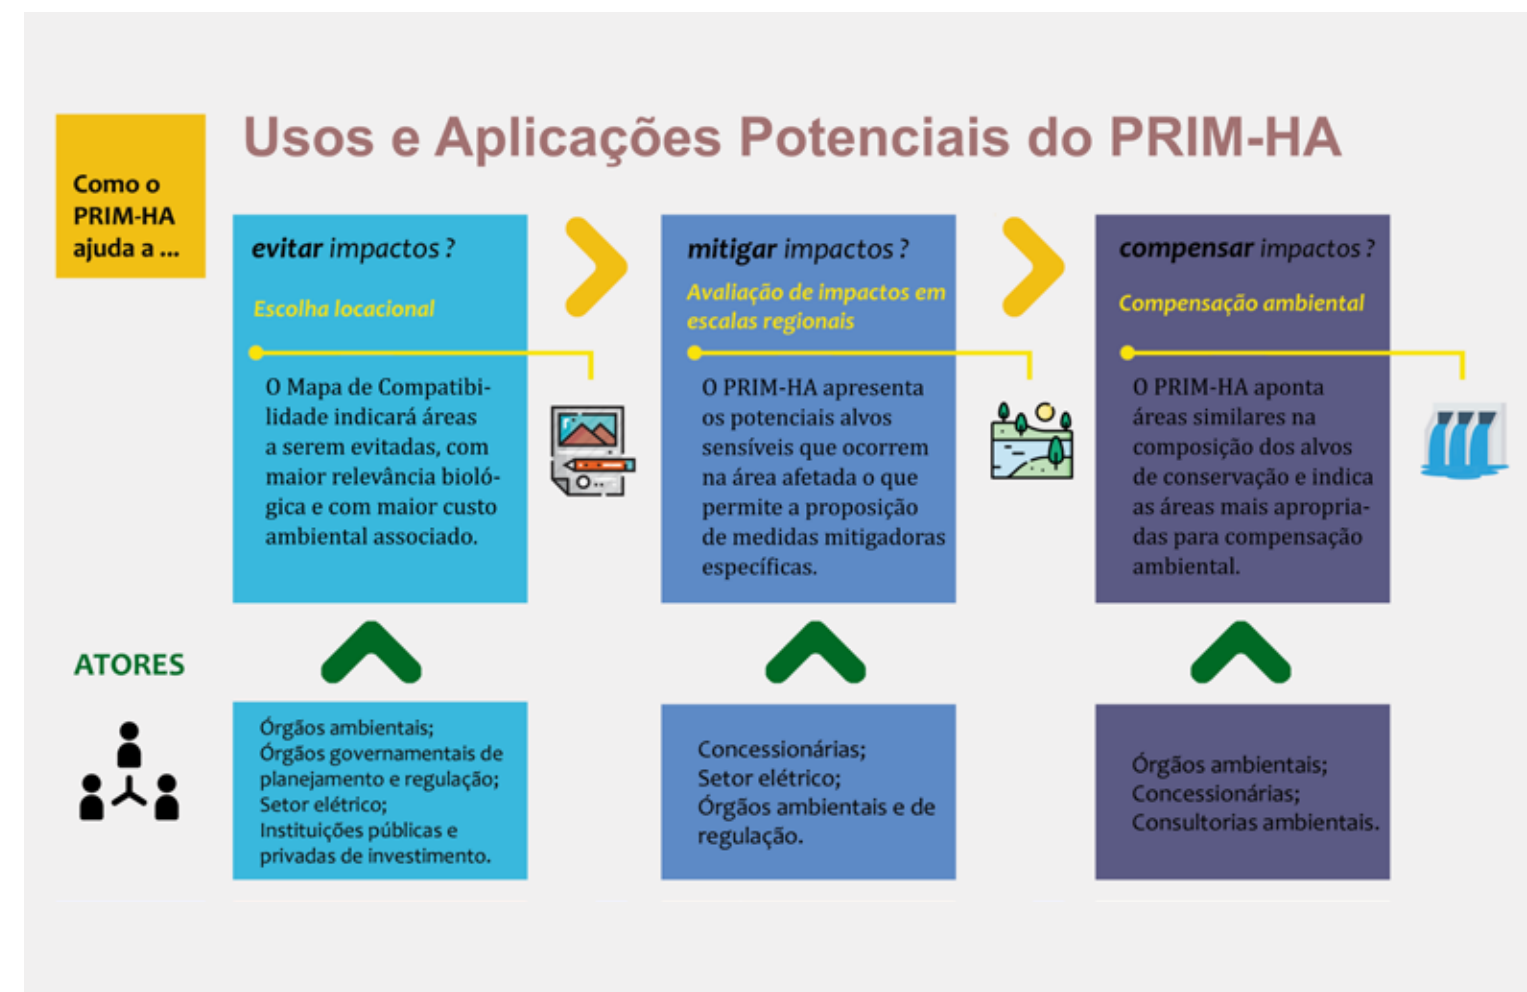 Usos e Aplicações Potenciais do PRIM-HA
Como o
PRIM-HA
ajuda a ...
evitar impactos ?
Escolha locacional
O Mapa de Compatibi-
lidade indicará áreas
a serem evitadas, com
maior relevância bioló-
gica e com maior custo
ambiental associado.
mitigar impactos ?
Avaliação de impactos em
escalas regionais
O PRIM-HA apresenta
os potenciais alvos
sensíveis que ocorrem
na área afetada o que
permite a proposição
de medidas mitigadoras
específicas.
compensar impactos ?
Compensação ambiental
O PRIM-HA aponta
áreas similares na
composição dos alvos
de conservação e indica
as áreas mais apropria-
das para compensação
ambiental.
ATORES
Órgãos ambientais;
Órgãos governamentais de
planejamento e regulação;
Setor elétrico;
Instituições públicas e
privadas de investimento.
Concessionárias;
Setor elétrico;
Órgãos ambientais e de
regulação.
Órgãos ambientais;
Concessionárias;
Consultorias ambientais.